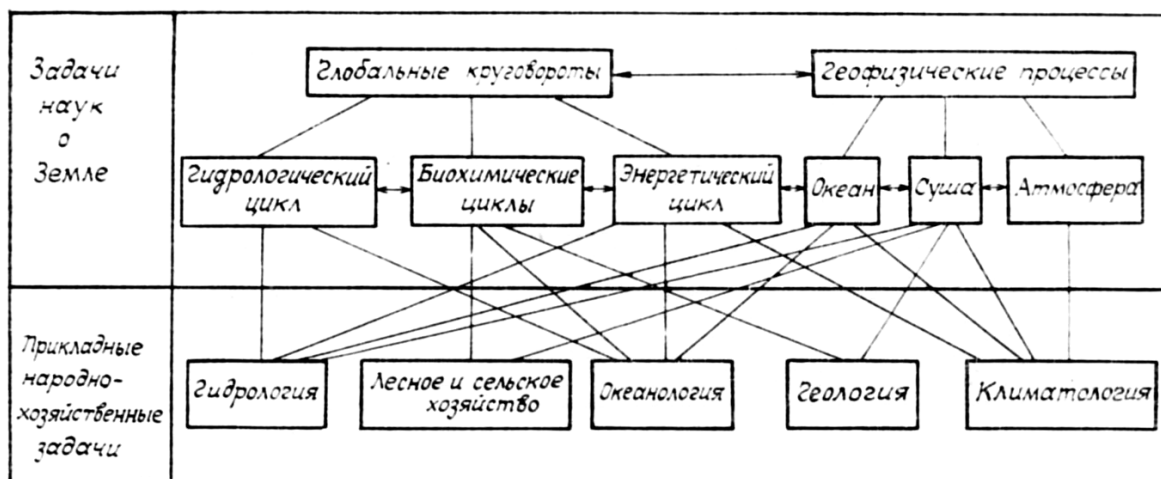 Задачи
наук
о
Земле
Глобальные круговороты
Геофизические процессы
Гидрологический
цикл
Биохимические
циклы
Энергетический
цикл
Океан
Суша
Атмосфера
Прикладные
народно-
хозяйственные
задачи
Гидрология
Лесное и сельское
хозяйство
Океанология
Геология
Климатология